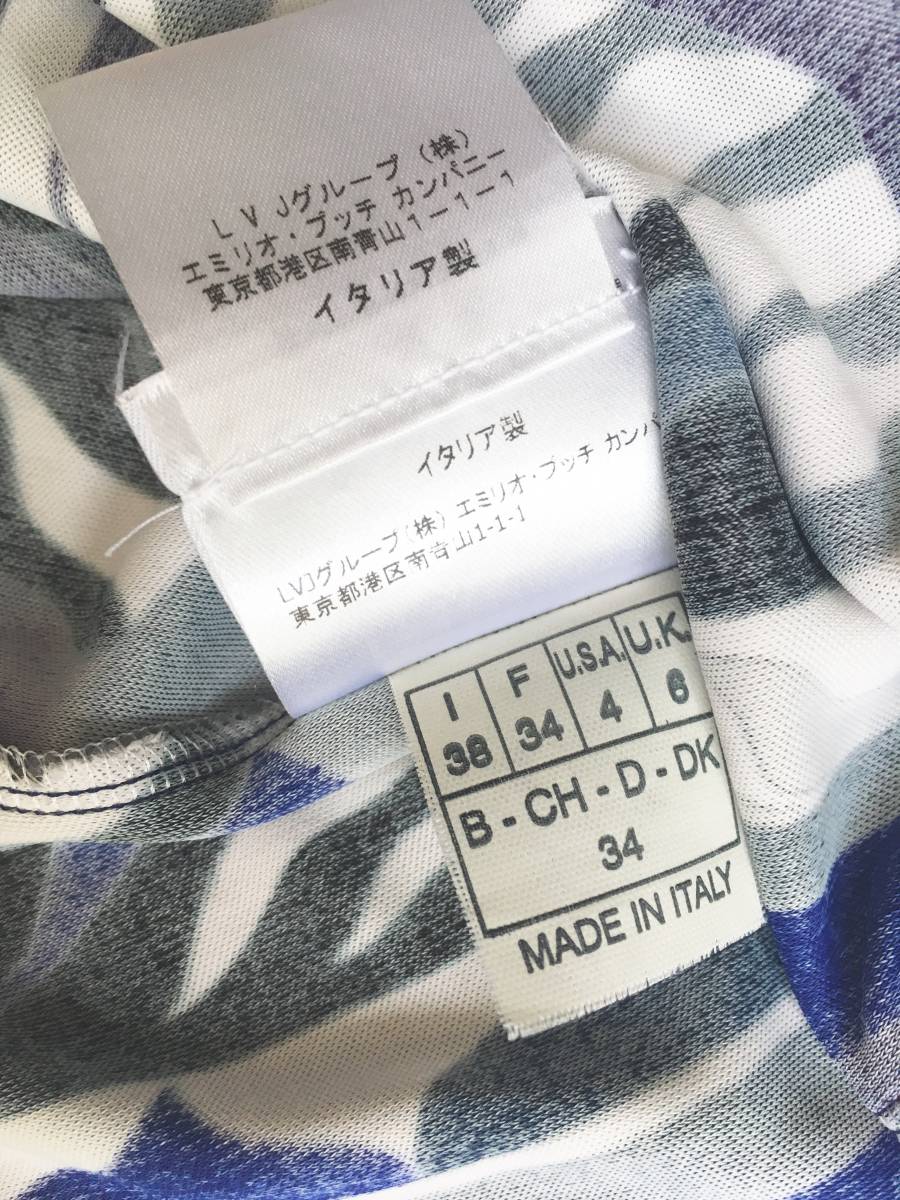 LVJグループ（株）
エミリオ・プッチ カンパニー
東京都港区南青山1-1-1
イタリア製
イタリア製
LVJグループ（株） エミリオ・プッチ カンパ
東京都港区南青山1-1-1
I F U.S.A. U.K.
38 34 4 6
B - CH - D - DK
34
MADE IN ITALY